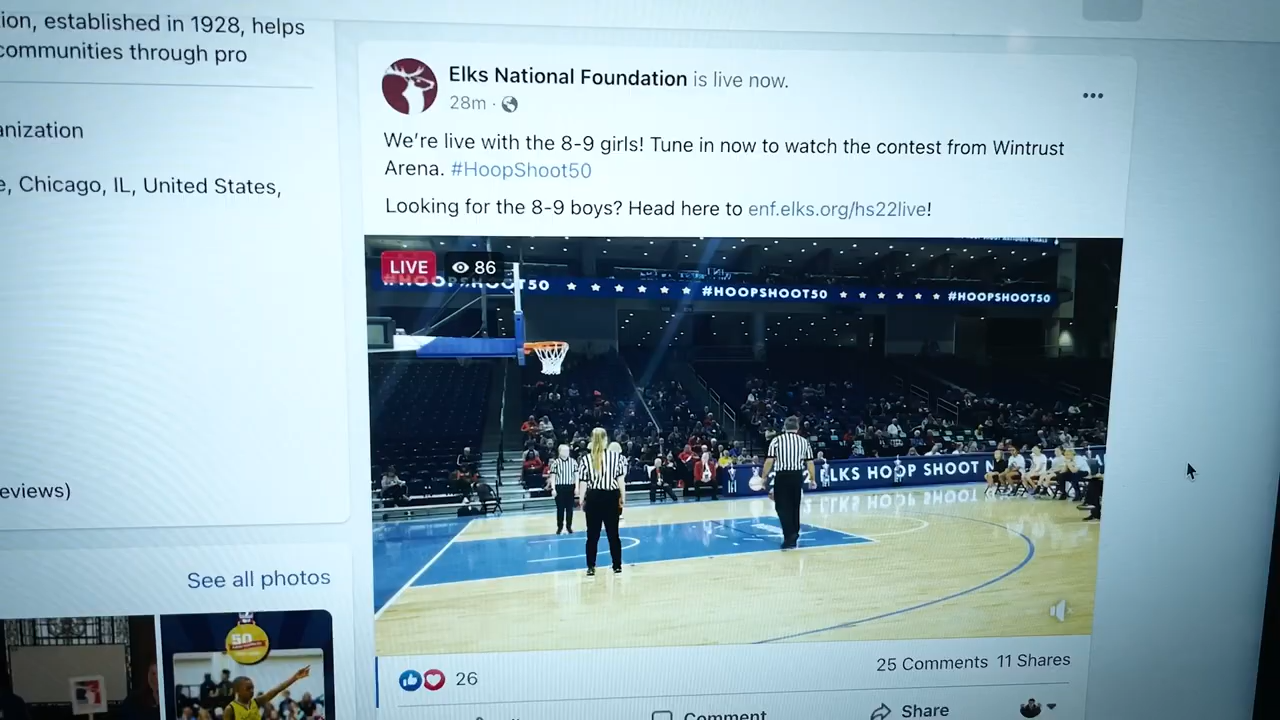 ion, established in 1928, helps
communities through pro
anization
e, Chicago, IL, United States,
eviews)
See all photos
50
Elks National Foundation is live now.
28m ·
We're live with the 8-9 girls! Tune in now to watch the contest from Wintrust
Arena. #HoopShoot50
Looking for the 8-9 boys? Head here to enf.elks.org/hs22live!
LIVE 86
#HOOPSHOOT50 #HOOPSHOOT50 #HOOPSHOOT50
ELKS HOOP SHOOT N
26
25 Comments 11 Shares
Comment
Share